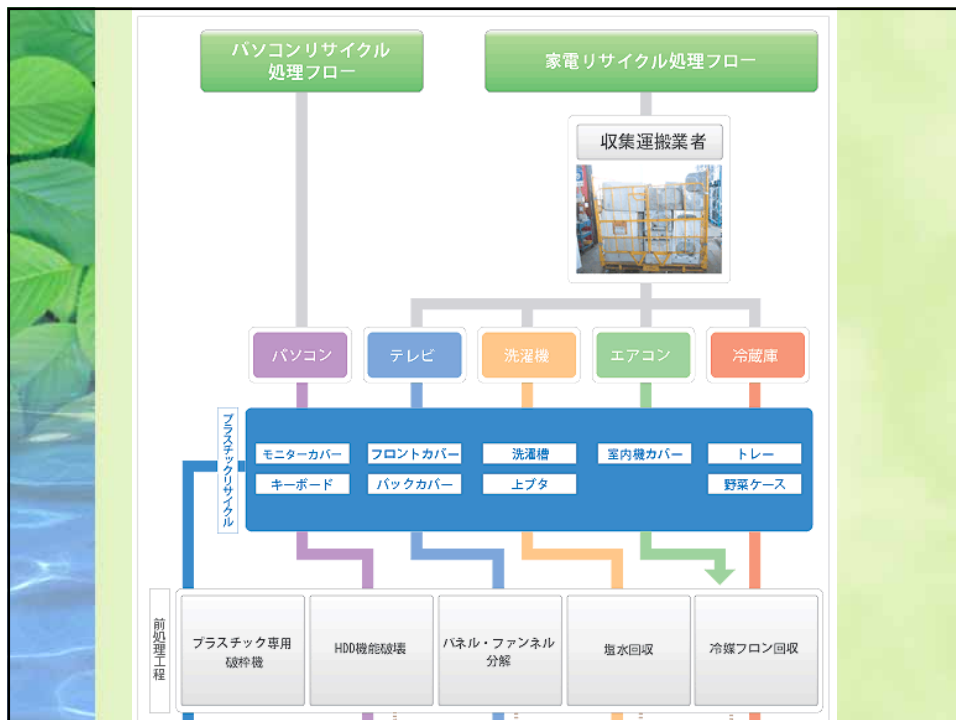 パソコンリサイクル
処理フロー
家電リサイクル処理フロー
収集運搬業者
パソコン
テレビ
洗濯機
エアコン
冷蔵庫
プラスチックリサイクル
モニターカバー
フロントカバー
洗濯槽
室内機カバー
トレー
キーボード
バックカバー
上ブタ
野菜ケース
前処理工程
プラスチック専用
破砕機
HDD機能破壊
パネル・ファンネル
分解
塩水回収
冷媒フロン回収